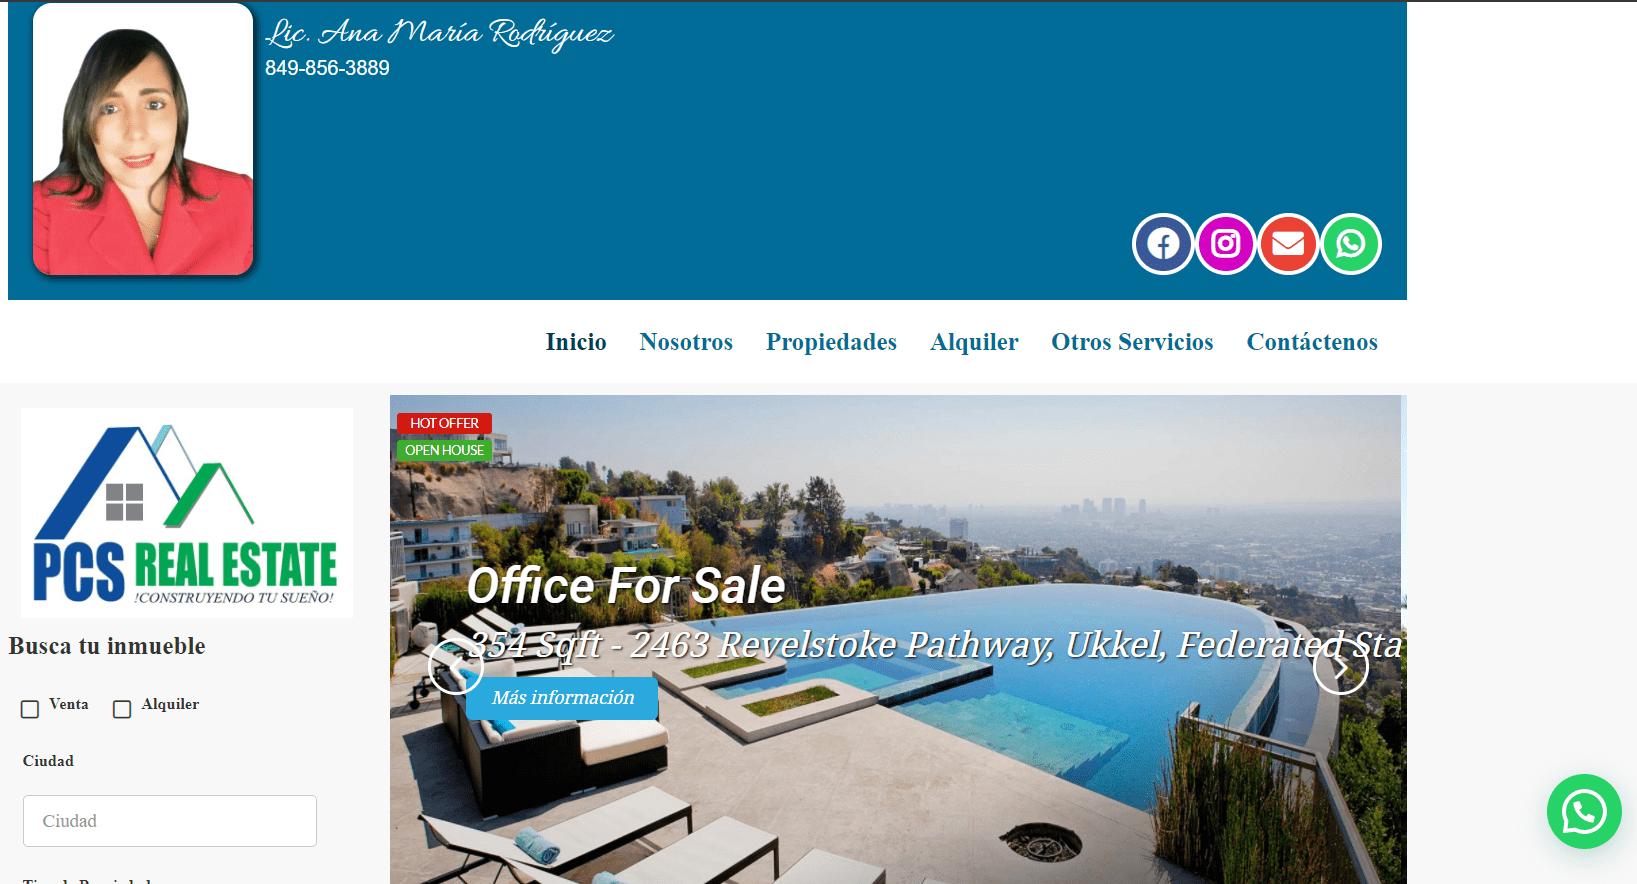 Lic. Ana María Rodríguez
849-856-3889
Inicio Nosotros Propiedades Alquiler Otros Servicios Contáctenos
PCS REAL ESTATE
!CONSTRUYENDO TU SUEÑO!
Busca tu inmueble
Venta Alquiler
Ciudad
Ciudad
HOT OFFER
OPEN HOUSE
Office For Sale
354 Sqft - 2463 Revelstoke Pathway, Ukkel, Federated Sta
Más información